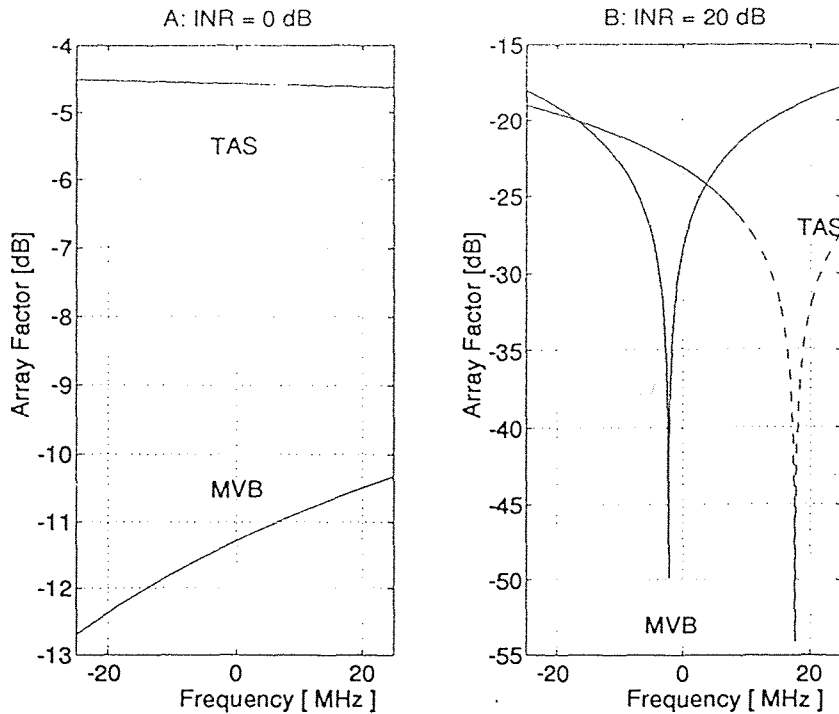 A: INR = 0 dB
-4
-5
-6
-7
-8
-9
-10
-11
-12
-13
-20
0
20
Array Factor [dB]
Frequency [ MHz ]
TAS
MVB
B: INR = 20 dB
-15
-20
-25
-30
-35
-40
-45
-50
-55
-20
0
20
Array Factor [dB]
Frequency [ MHz ]
TAS
MVB